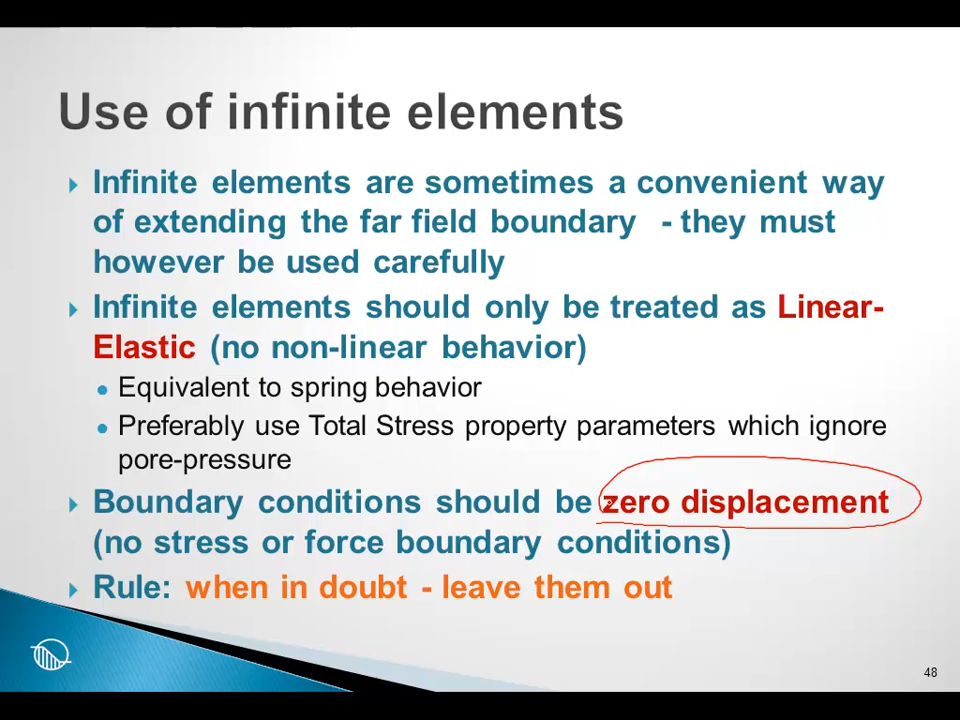 Use of infinite elements
Infinite elements are sometimes a convenient way
of extending the far field boundary - they must
however be used carefully
Infinite elements should only be treated as Linear-
Elastic (no non-linear behavior)
Equivalent to spring behavior
Preferably use Total Stress property parameters which ignore
pore-pressure
Boundary conditions should be zero displacement
(no stress or force boundary conditions)
Rule: when in doubt - leave them out
48